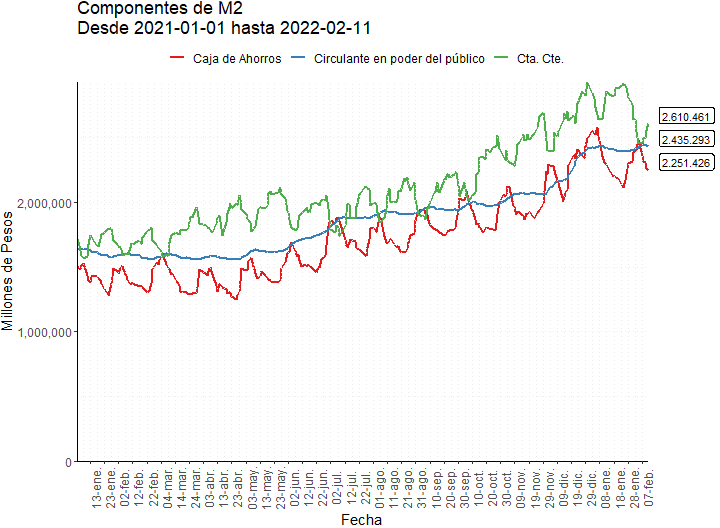 Componentes de M2
Desde 2021-01-01 hasta 2022-02-11
Caja de Ahorros Circulante en poder del público Cta. Cte.
2.610.461
2.435.293
2.251.426
2,000,000
1,000,000
0
Millones de Pesos
13-ene. 23-ene. 02-feb. 12-feb. 22-feb. 04-mar. 14-mar. 24-mar. 03-abr. 13-abr. 23-abr. 03-may. 13-may. 23-may. 02-jun. 12-jun. 22-jun. 02-jul. 12-jul. 22-jul. 01-ago. 11-ago. 21-ago. 31-ago. 10-sep. 20-sep. 30-sep. 10-oct. 20-oct. 30-oct. 09-nov. 19-nov. 29-nov. 09-dic. 19-dic. 29-dic. 08-ene. 18-ene. 28-ene. 07-feb.
Fecha